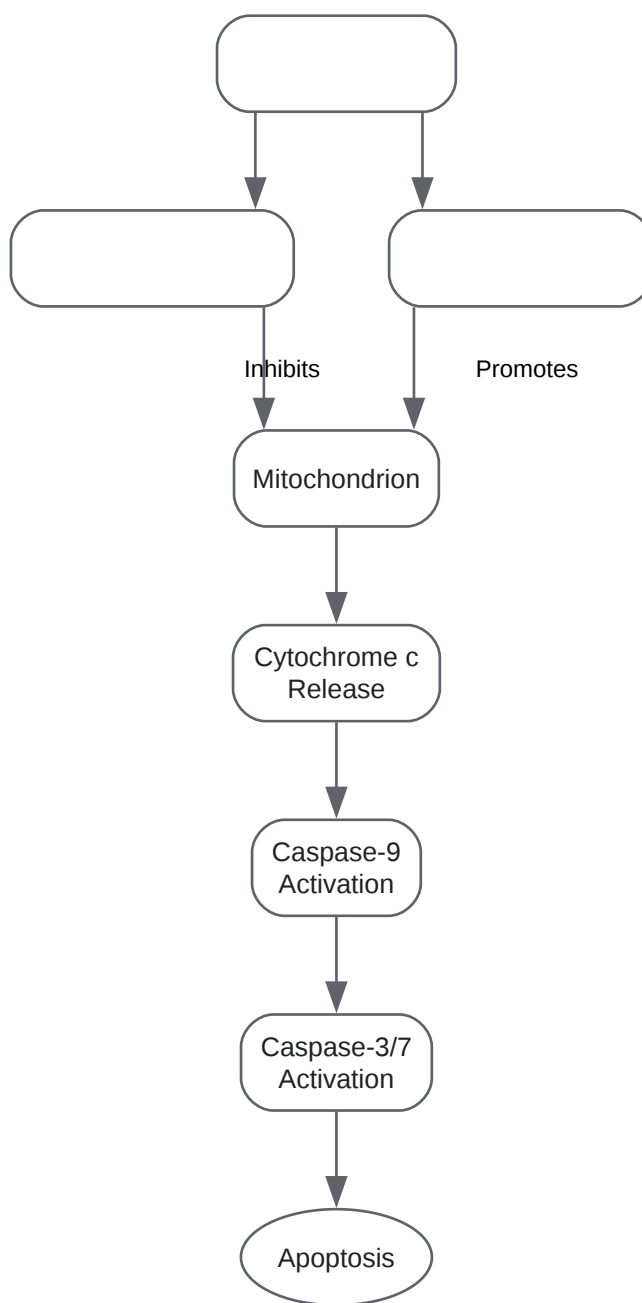 Inhibits
Promotes
Mitochondrion
Cytochrome c
Release
Caspase-9
Activation
Caspase-3/7
Activation
Apoptosis